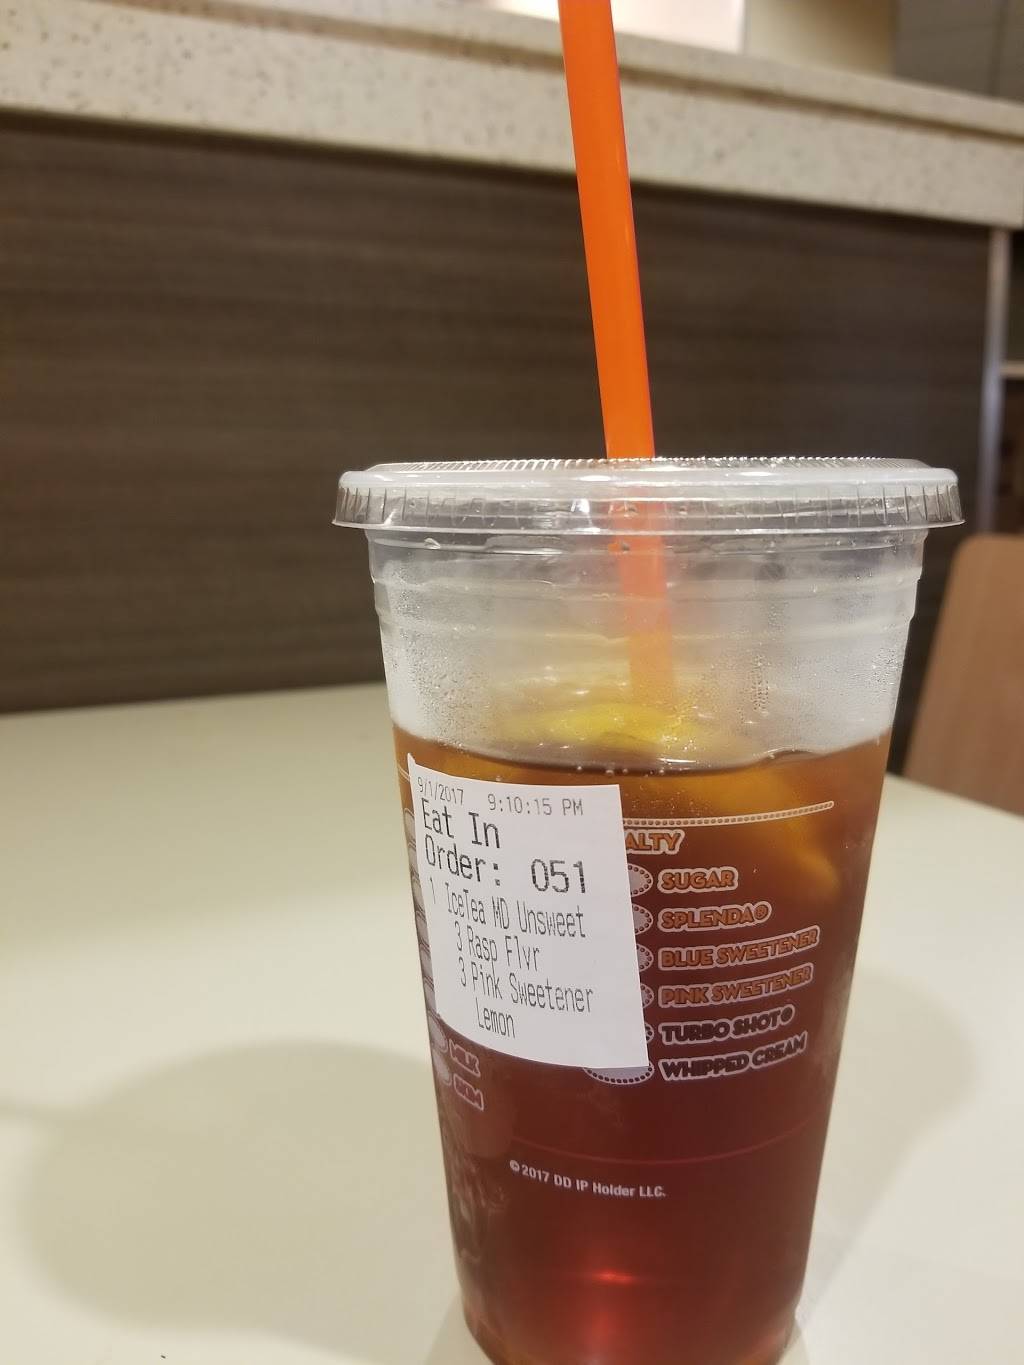 9/1/2017 9:10:15 PM
Eat In
Order: 051
1 IceTea MD Unsweet
3 Rasp Flvr
3 Pink Sweetener
Lemon
ALTY
SUGAR
SPLENDA®
BLUE SWEETENER
PINK SWEETENER
TURBO SHOT®
WHIPPED CREAM
MILK
SKIM
© 2017 DD IP Holder LLC.